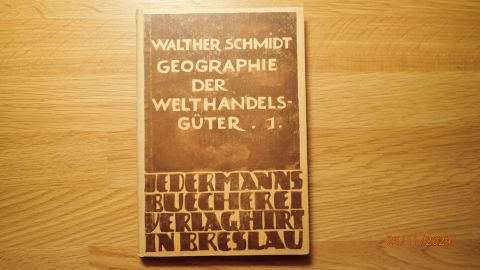 WALTHER SCHMIDT
GEOGRAPHIE
DER
WELTHANDELS-
GÜTER . 1.
JEDERMANNS
BUECHEREI
VERLAG HIRT
IN BRESLAU